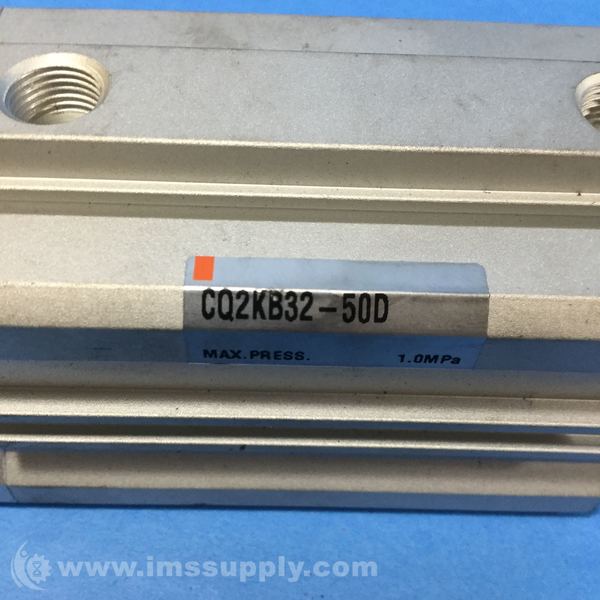 CQ2KB32-50D
MAX.PRESS. 1.0MPa
www.imssupply.com